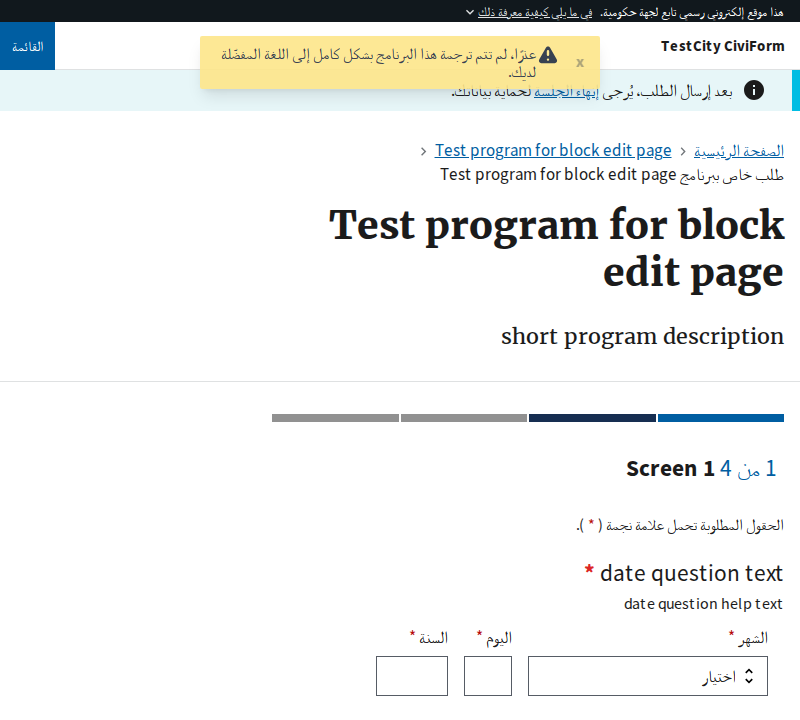 هذا موقع إلكتروني رسمي تابع لجهة حكومية. في ما يلي كيفية معرفة ذلك
TestCity CiviForm
القائمة
عذرًا، لم تتم ترجمة هذا البرنامج بشكل كامل إلى اللغة المفضّلة لديك.
x
بعد إرسال الطلب، يُرجى إنهاء الجلسة لحماية بياناتك.
الصفحة الرئيسية > Test program for block edit page >
طلب خاص ببرنامج Test program for block edit page
Test program for block
edit page
short program description
1 من 4 Screen 1
الحقول المطلوبة تحمل علامة نجمة ( * ).
date question text *
date question help text
الشهر * اليوم * السنة *
اختيار